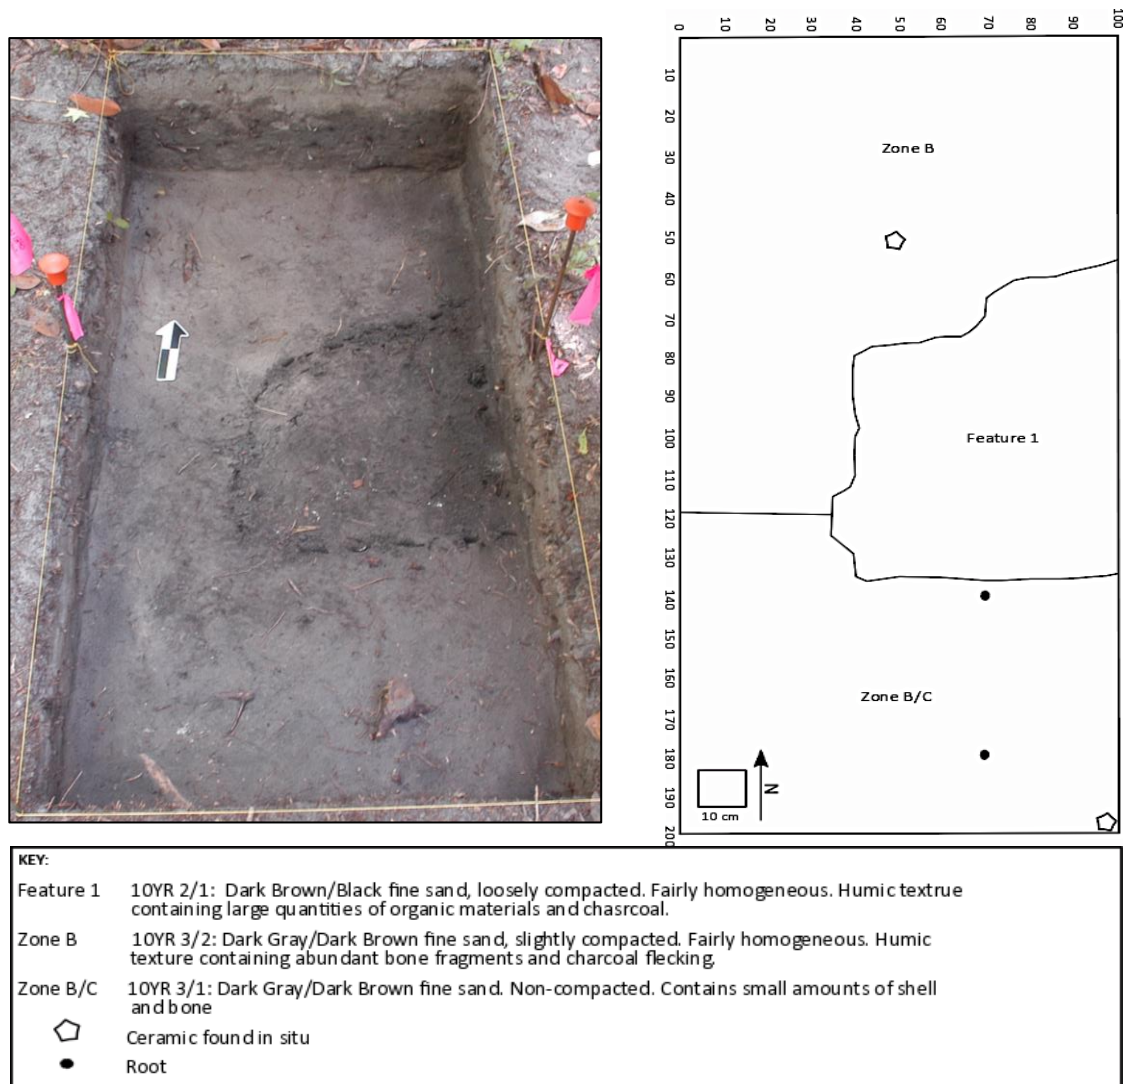 0 10 20 30 40 50 60 70 80 90 100
10
20
30
40
50
60
70
80
90
100
110
120
130
140
150
160
170
180
190
200
Zone B
Feature 1
Zone B/C
N
10 cm
KEY:
Feature 1 10YR 2/1: Dark Brown/Black fine sand, loosely compacted. Fairly homogeneous. Humic textrue
containing large quantities of organic materials and chasrcoal.
Zone B 10YR 3/2: Dark Gray/Dark Brown fine sand, slightly compacted. Fairly homogeneous. Humic
texture containing abundant bone fragments and charcoal flecking.
Zone B/C 10YR 3/1: Dark Gray/Dark Brown fine sand. Non-compacted. Contains small amounts of shell
and bone
Ceramic found in situ
Root